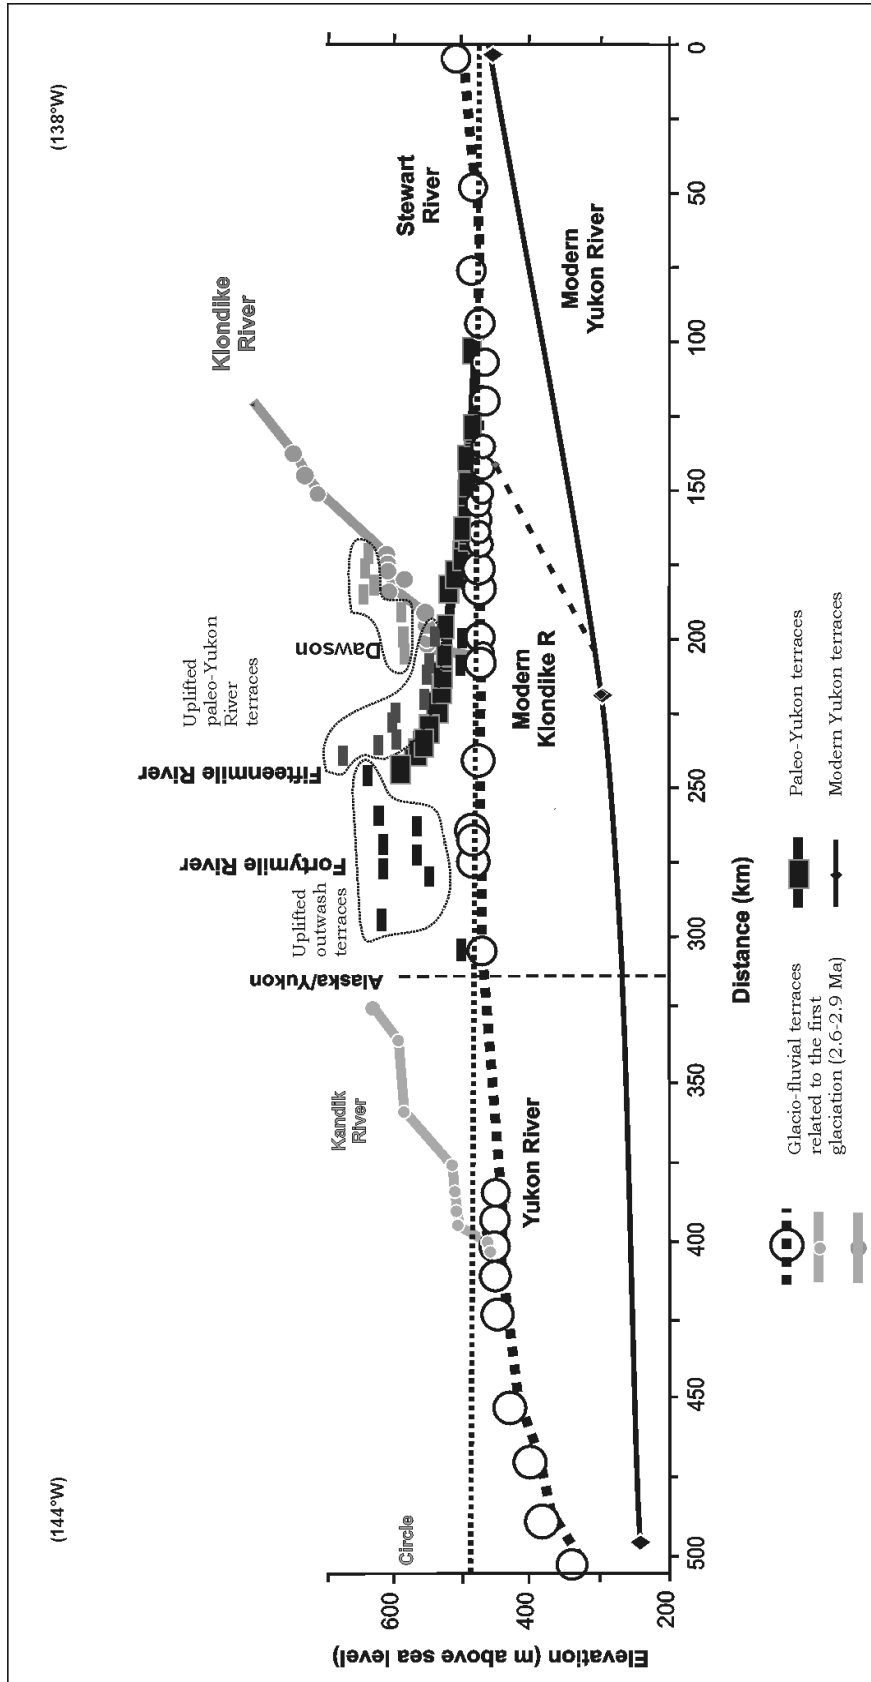 (144°W)
(138°W)
Klondike
River
Stewart
River
Uplifted
paleo-Yukon
River
terraces
Dawson
Fifteenmile River
Fortymile River
Uplifted
outwash
terraces
Alaska/Yukon
Kandik
River
Circle
Yukon River
Modern
Klondike R
Modern
Yukon River
Elevation (m above sea level)
600
400
200
500
450
400
350
300
250
200
150
100
50
0
Distance (km)
Glacio-fluvial terraces
related to the first
glaciation (2.6-2.9 Ma)
Paleo-Yukon terraces
Modern Yukon terraces